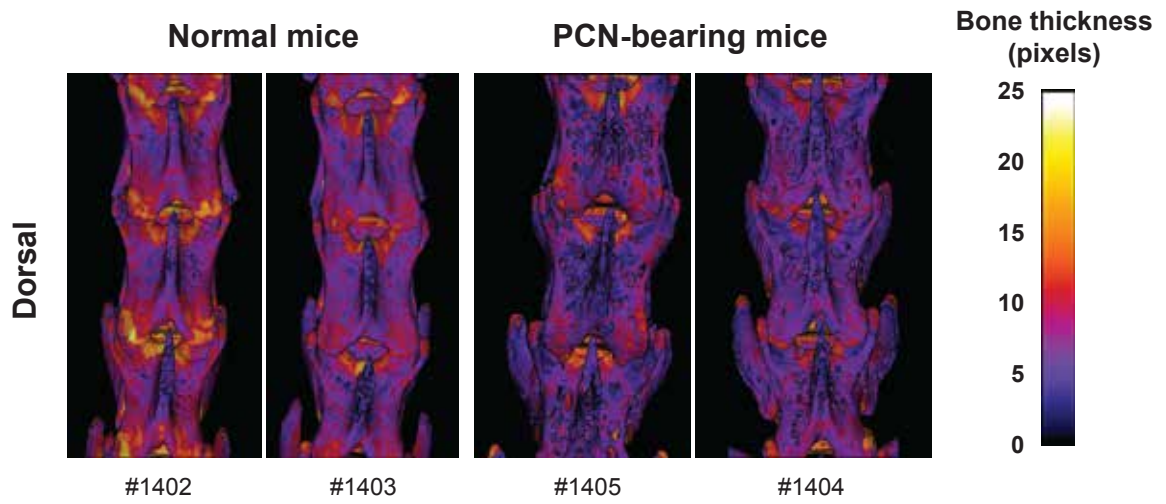 Normal mice
PCN-bearing mice
Bone thickness
(pixels)
Dorsal
25
20
15
10
5
0
#1402
#1403
#1405
#1404